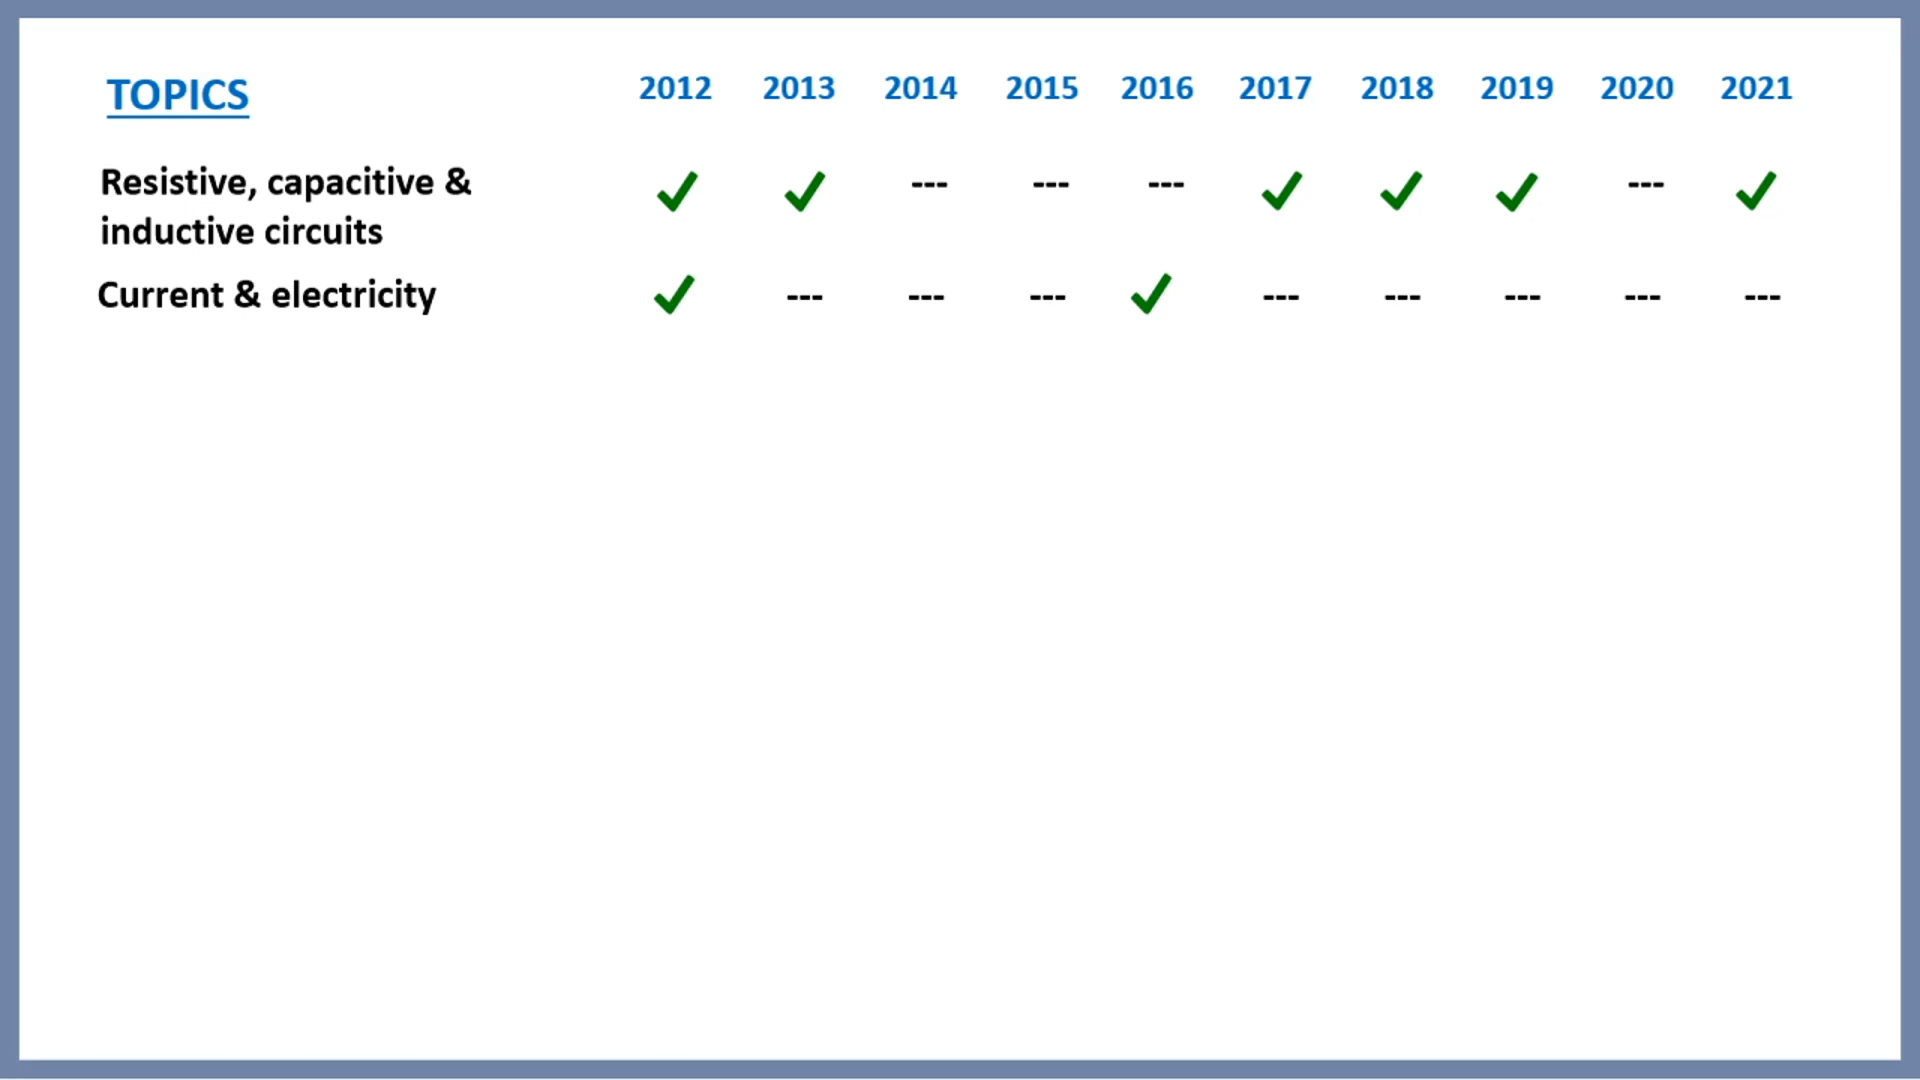 TOPICS 2012 2013 2014 2015 2016 2017 2018 2019 2020 2021
Resistive, capacitive & ✓ ✓ --- --- --- ✓ ✓ ✓ --- ✓
inductive circuits
Current & electricity ✓ --- --- --- ✓ --- --- --- --- ---